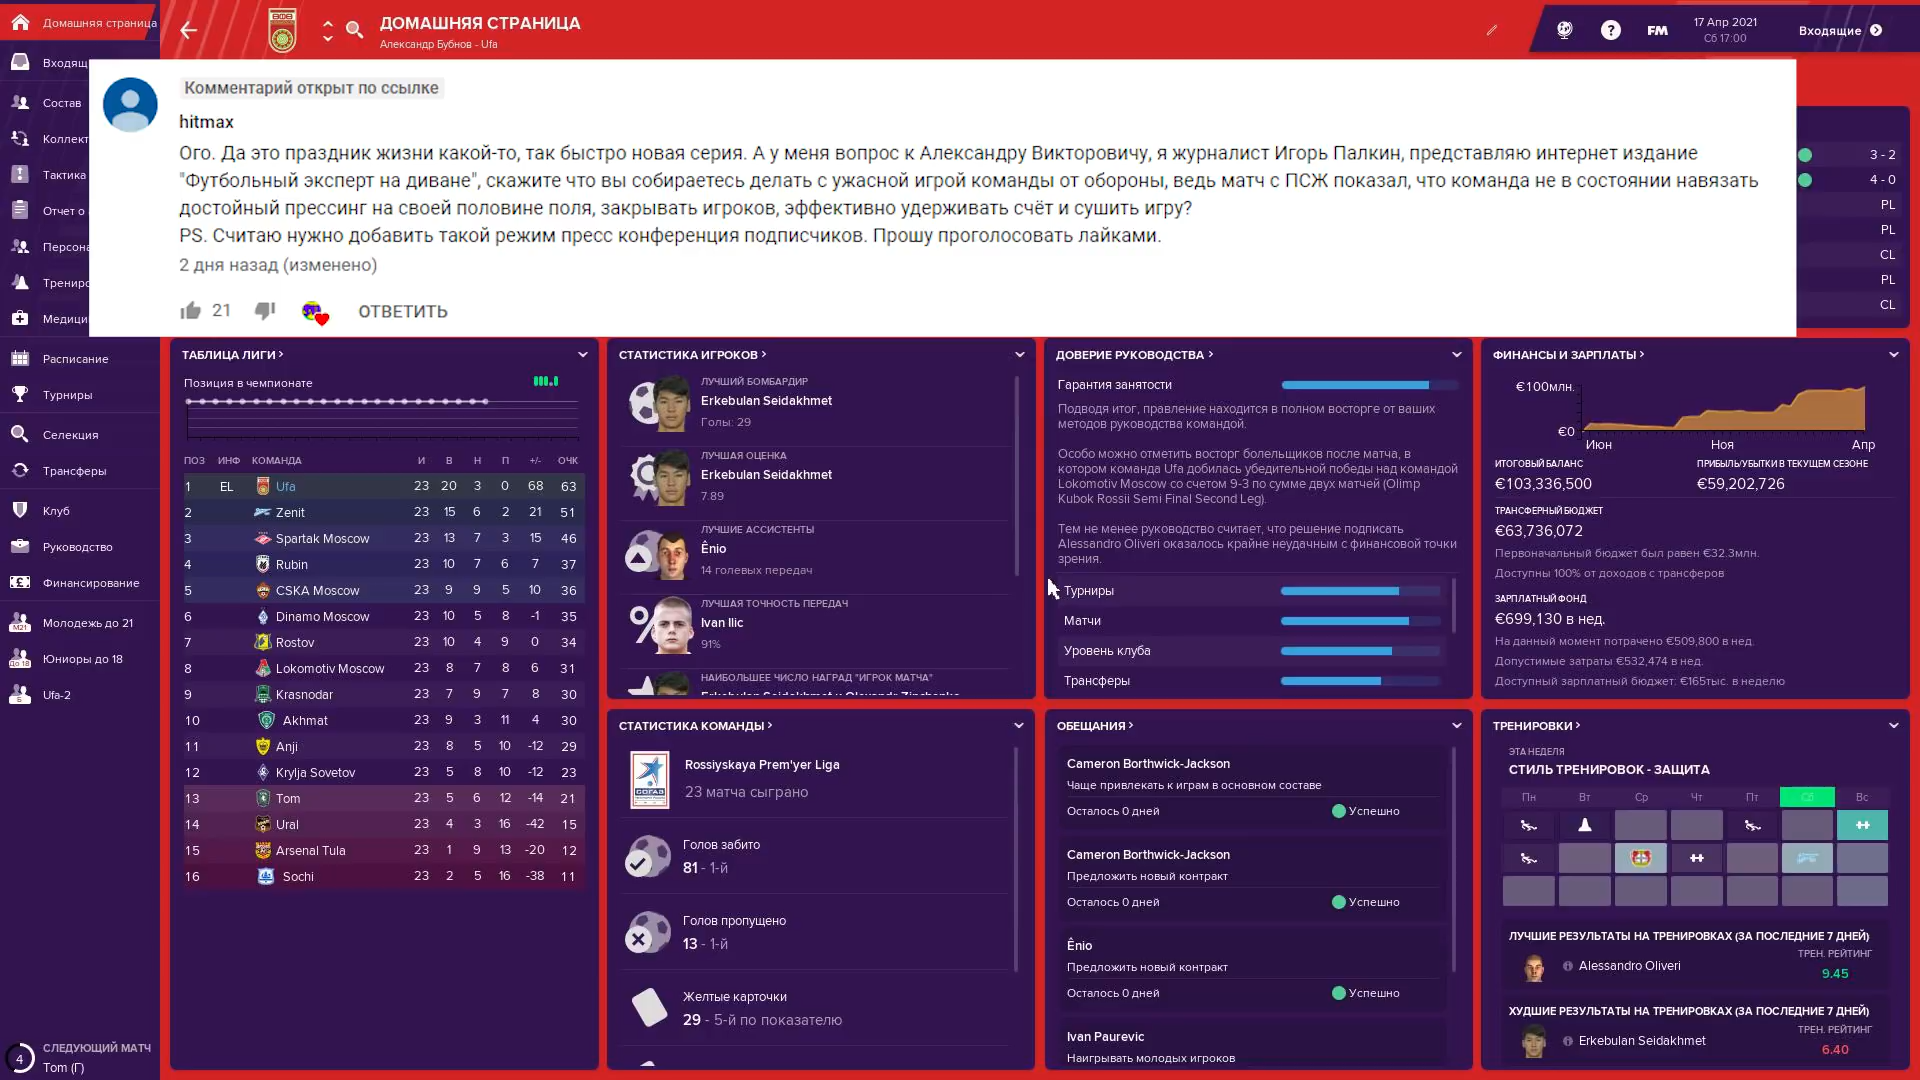 Домашняя страница
ДОМАШНЯЯ СТРАНИЦА
Александр Бубнов - Ufa
FM
17 Апр 2021
Сб 17:00
Входящие
Входящ
Состав
Коллект
Тактика
Отчет о
Персона
Тренирс
Медици
Расписание
Турниры
Селекция
Трансферы
Клуб
Руководство
Финансирование
Молодежь до 21
Юниоры до 18
Ufa-2
4
СЛЕДУЮЩИЙ МАТЧ
Tom (Г)
Комментарий открыт по ссылке
hitmax
Ого. Да это праздник жизни какой-то, так быстро новая серия. А у меня вопрос к Александру Викторовичу, я журналист Игорь Палкин, представляю интернет издание
"Футбольный эксперт на диване", скажите что вы собираетесь делать с ужасной игрой команды от обороны, ведь матч с ПСЖ показал, что команда не в состоянии навязать
достойный прессинг на своей половине поля, закрывать игроков, эффективно удерживать счёт и сушить игру?
PS. Считаю нужно добавить такой режим пресс конференция подписчиков. Прошу проголосовать лайками.
2 дня назад (изменено)
21
ОТВЕТИТЬ
3 - 2
4 - 0
PL
PL
CL
PL
CL
ТАБЛИЦА ЛИГИ
Позиция в чемпионате
ПОЗ ИНФ КОМАНДА И В Н П +/- ОЧК
1 EL Ufa 23 20 3 0 68 63
2 Zenit 23 15 6 2 21 51
3 Spartak Moscow 23 13 7 3 15 46
4 Rubin 23 10 7 6 7 37
5 CSKA Moscow 23 9 9 5 10 36
6 Dinamo Moscow 23 10 5 8 -1 35
7 Rostov 23 10 4 9 0 34
8 Lokomotiv Moscow 23 8 7 8 6 31
9 Krasnodar 23 7 9 7 8 30
10 Akhmat 23 9 3 11 4 30
11 Anji 23 8 5 10 -12 29
12 Krylja Sovetov 23 5 8 10 -12 23
13 Tom 23 5 6 12 -14 21
14 Ural 23 4 3 16 -42 15
15 Arsenal Tula 23 1 9 13 -20 12
16 Sochi 23 2 5 16 -38 11
СТАТИСТИКА ИГРОКОВ
ЛУЧШИЙ БОМБАРДИР
Erkebulan Seidakhmet
Голы: 29
ЛУЧШАЯ ОЦЕНКА
Erkebulan Seidakhmet
7.89
ЛУЧШИЕ АССИСТЕНТЫ
Ênio
14 голевых передач
ЛУЧШАЯ ТОЧНОСТЬ ПЕРЕДАЧ
Ivan Ilic
91%
НАИБОЛЬШЕЕ ЧИСЛО НАГРАД "ИГРОК МАТЧА"
СТАТИСТИКА КОМАНДЫ
Rossiyskaya Prem'yer Liga
23 матча сыграно
Голов забито
81 - 1-й
Голов пропущено
13 - 1-й
Желтые карточки
29 - 5-й по показателю
ДОВЕРИЕ РУКОВОДСТВА
Гарантия занятости
Подводя итог, правление находится в полном восторге от ваших
методов руководства командой.
Особо можно отметить восторг болельщиков после матча, в
котором команда Ufa добилась убедительной победы над командой
Lokomotiv Moscow со счетом 9-3 по сумме двух матчей (Olimp
Kubok Rossii Semi Final Second Leg).
Тем не менее руководство считает, что решение подписать
Alessandro Oliveri оказалось крайне неудачным с финансовой точки
зрения.
Турниры
Матчи
Уровень клуба
Трансферы
ОБЕЩАНИЯ
Cameron Borthwick-Jackson
Чаще привлекать к играм в основном составе
Осталось 0 дней Успешно
Cameron Borthwick-Jackson
Предложить новый контракт
Осталось 0 дней Успешно
Ênio
Предложить новый контракт
Осталось 0 дней Успешно
Ivan Paurevic
Наигрывать молодых игроков
ФИНАНСЫ И ЗАРПЛАТЫ
€100млн.
€0
Июн Ноя Апр
ИТОГОВЫЙ БАЛАНС ПРИБЫЛЬ/УБЫТКИ В ТЕКУЩЕМ СЕЗОНЕ
€103,336,500 €59,202,726
ТРАНСФЕРНЫЙ БЮДЖЕТ
€63,736,072
Первоначальный бюджет был равен €32.3млн.
Доступны 100% от доходов с трансферов
ЗАРПЛАТНЫЙ ФОНД
€699,130 в нед.
На данный момент потрачено €509,800 в нед.
Допустимые затраты €532,474 в нед.
Доступный зарплатный бюджет: €165тыс. в неделю
ТРЕНИРОВКИ
ЭТА НЕДЕЛЯ
СТИЛЬ ТРЕНИРОВОК - ЗАЩИТА
Пн Вт Ср Чт Пт Сб Вс
ЛУЧШИЕ РЕЗУЛЬТАТЫ НА ТРЕНИРОВКАХ (ЗА ПОСЛЕДНИЕ 7 ДНЕЙ)
ТРЕН. РЕЙТИНГ
Alessandro Oliveri
9.45
ХУДШИЕ РЕЗУЛЬТАТЫ НА ТРЕНИРОВКАХ (ЗА ПОСЛЕДНИЕ 7 ДНЕЙ)
ТРЕН. РЕЙТИНГ
Erkebulan Seidakhmet
6.40